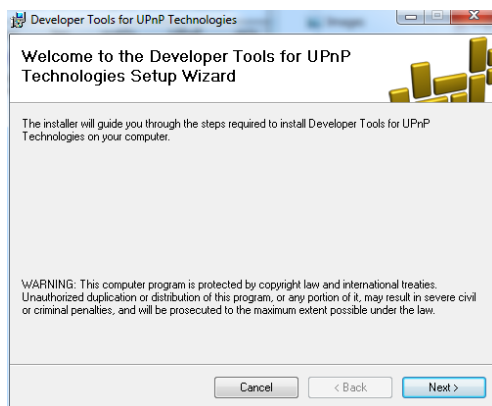 Developer Tools for UPnP Technologies
Welcome to the Developer Tools for UPnP
Technologies Setup Wizard
The installer will guide you through the steps required to install Developer Tools for UPnP
Technologies on your computer.
WARNING: This computer program is protected by copyright law and international treaties.
Unauthorized duplication or distribution of this program, or any portion of it, may result in severe civil
or criminal penalties, and will be prosecuted to the maximum extent possible under the law.
Cancel < Back Next >